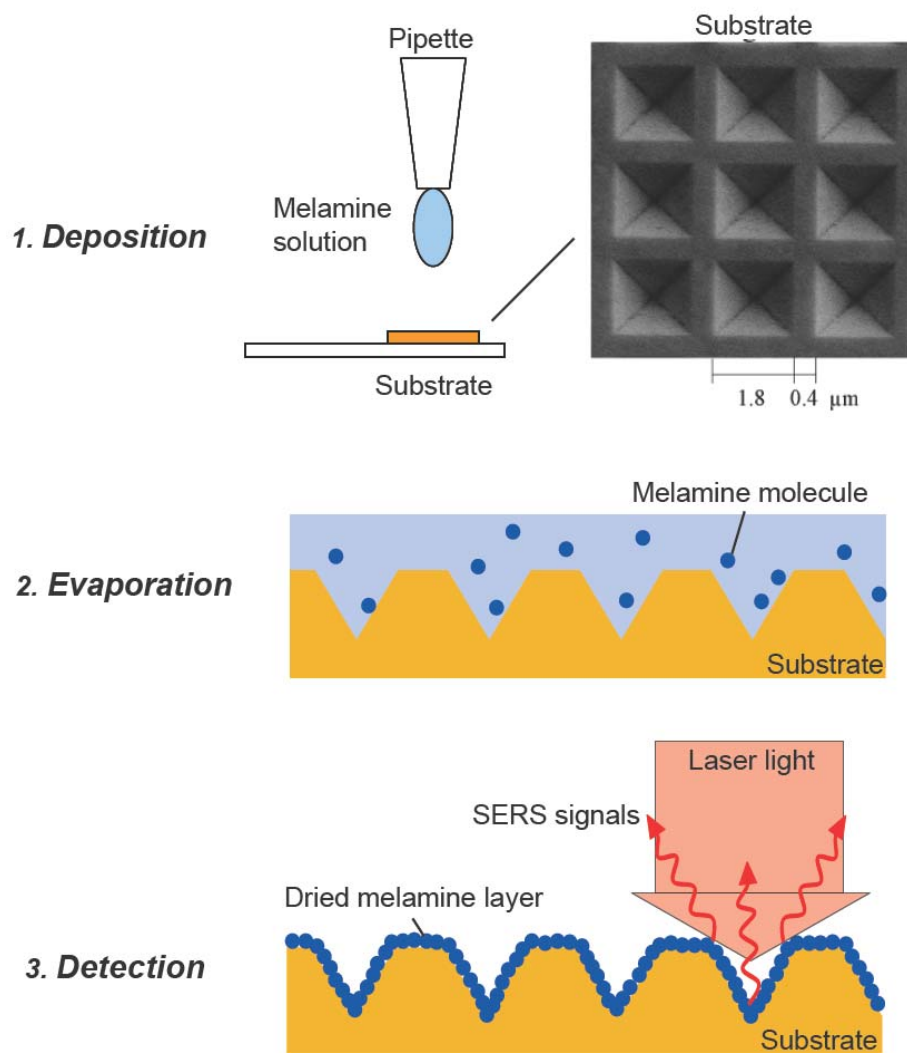 Pipette
Substrate
Melamine
solution
1. Deposition
Substrate
1.8 0.4 µm
Melamine molecule
2. Evaporation
Substrate
Laser light
SERS signals
Dried melamine layer
3. Detection
Substrate